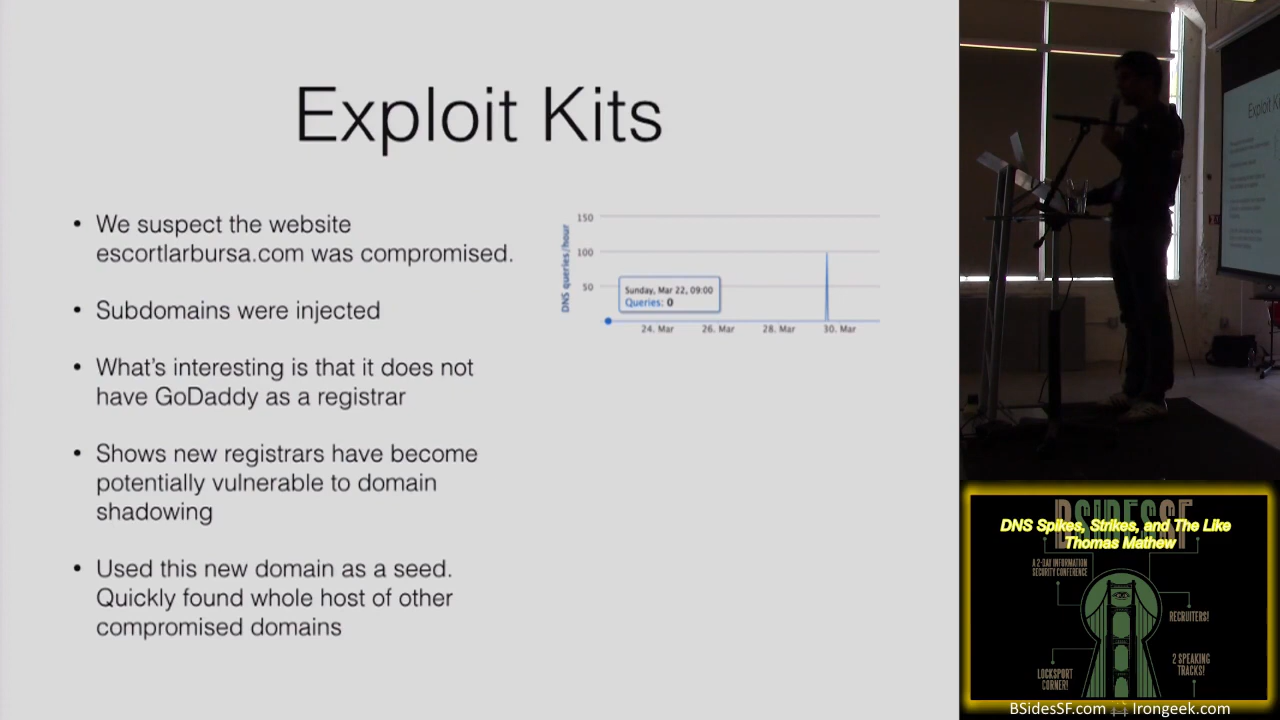 Exploit Kits
• We suspect the website
escortlarbursa.com was compromised.
• Subdomains were injected
• What's interesting is that it does not
have GoDaddy as a registrar
• Shows new registrars have become
potentially vulnerable to domain
shadowing
• Used this new domain as a seed.
Quickly found whole host of other
compromised domains
DNS queries/hour
150
100
50
Sunday, Mar 22, 09:00
Queries: 0
24. Mar
26. Mar
28. Mar
30. Mar
Exploit K
BSIDESSF
DNS Spikes, Strikes, and The Like
Thomas Mathew
A 2-DAY INFORMATION
SECURITY CONFERENCE
RECRUITERS!
LOCKSPORT
CORNER!
2 SPEAKING
TRACKS!
BSidesSF.com
Irongeek.com